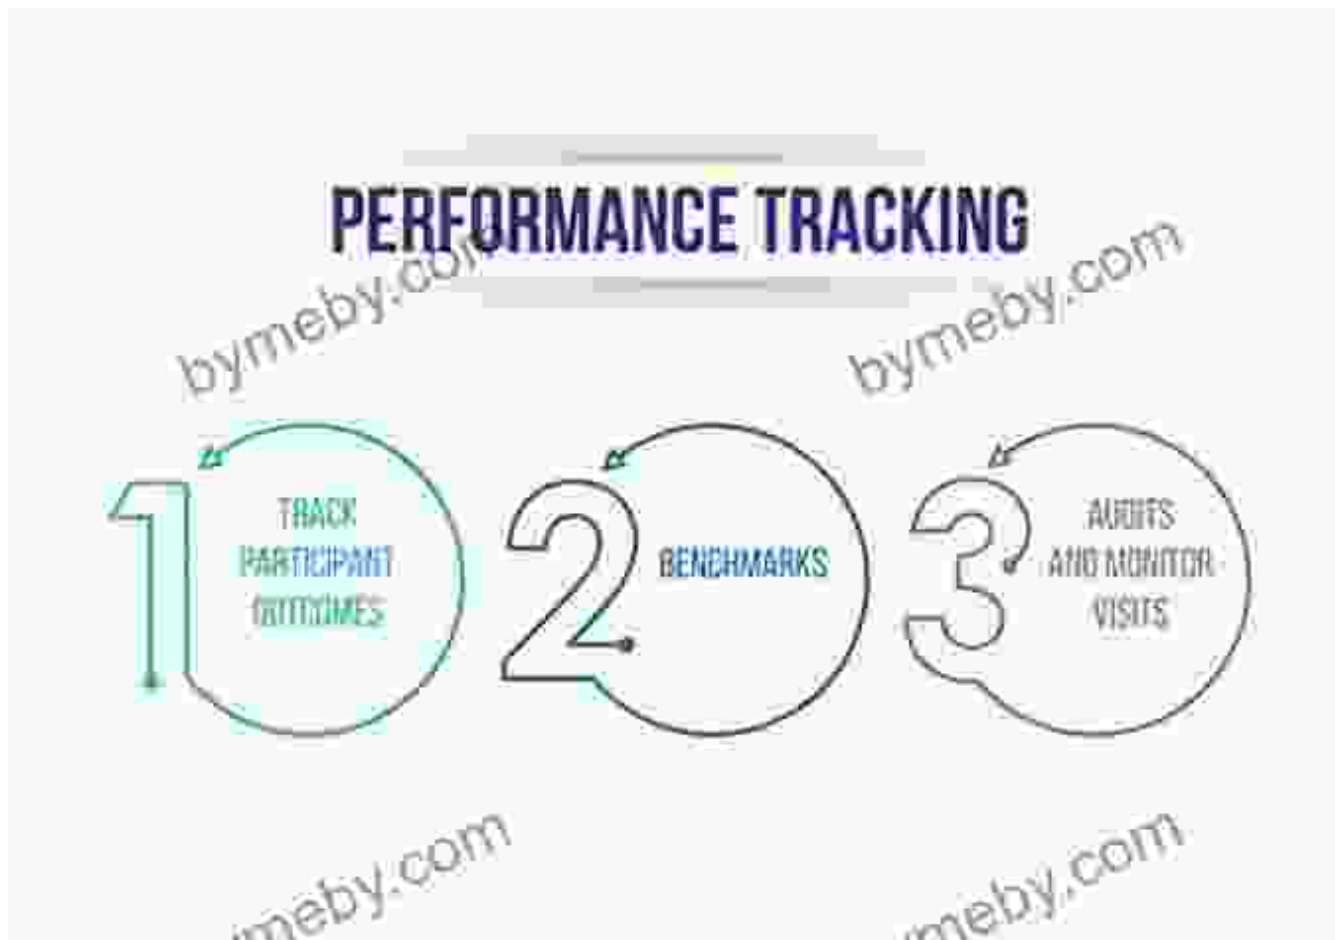 PERFORMANCE TRACKING
bymeby.com
bymeby.com
1
TRACK
PARTICIPANT
OUTCOMES
2
BENCHMARKS
3
AUDITS
AND MONITOR
VISITS
meby.com
meby.com